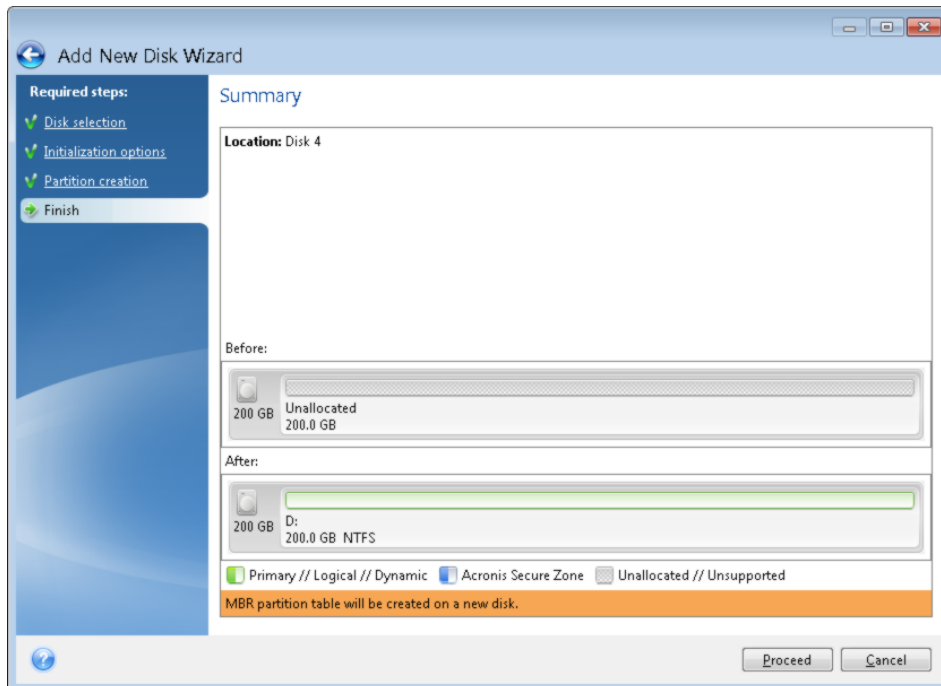 Add New Disk Wizard
Required steps:
Disk selection
Initialization options
Partition creation
Finish
Summary
Location: Disk 4
Before:
200 GB
Unallocated
200.0 GB
After:
200 GB
D:
200.0 GB NTFS
Primary // Logical // Dynamic Acronis Secure Zone Unallocated // Unsupported
MBR partition table will be created on a new disk.
?
Proceed Cancel